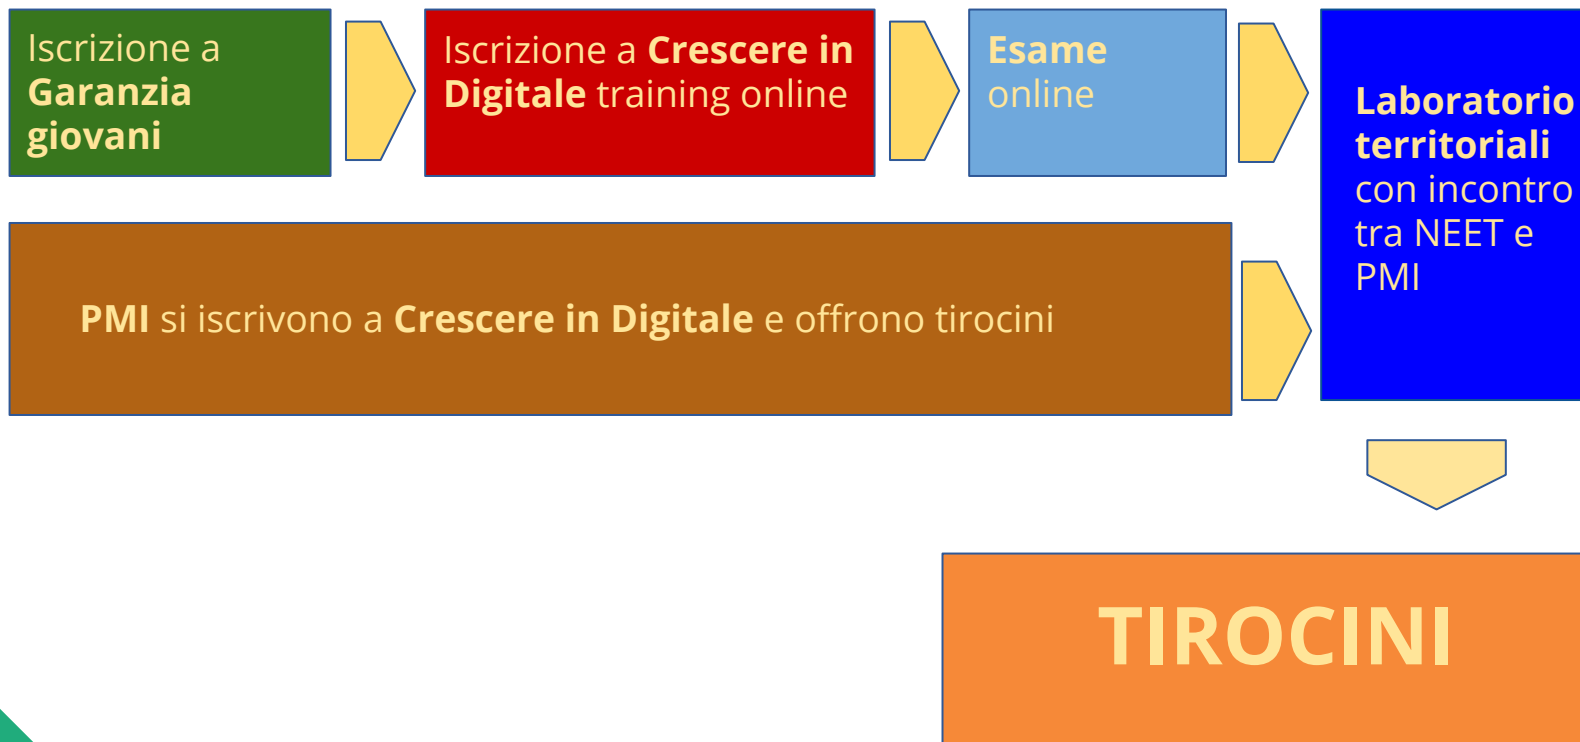 Iscrizione a
Garanzia
giovani
Iscrizione a Crescere in
Digitale training online
Esame
online
Laboratorio
territoriali
con incontro
tra NEET e
PMI
PMI si iscrivono a Crescere in Digitale e offrono tirocini
TIROCINI